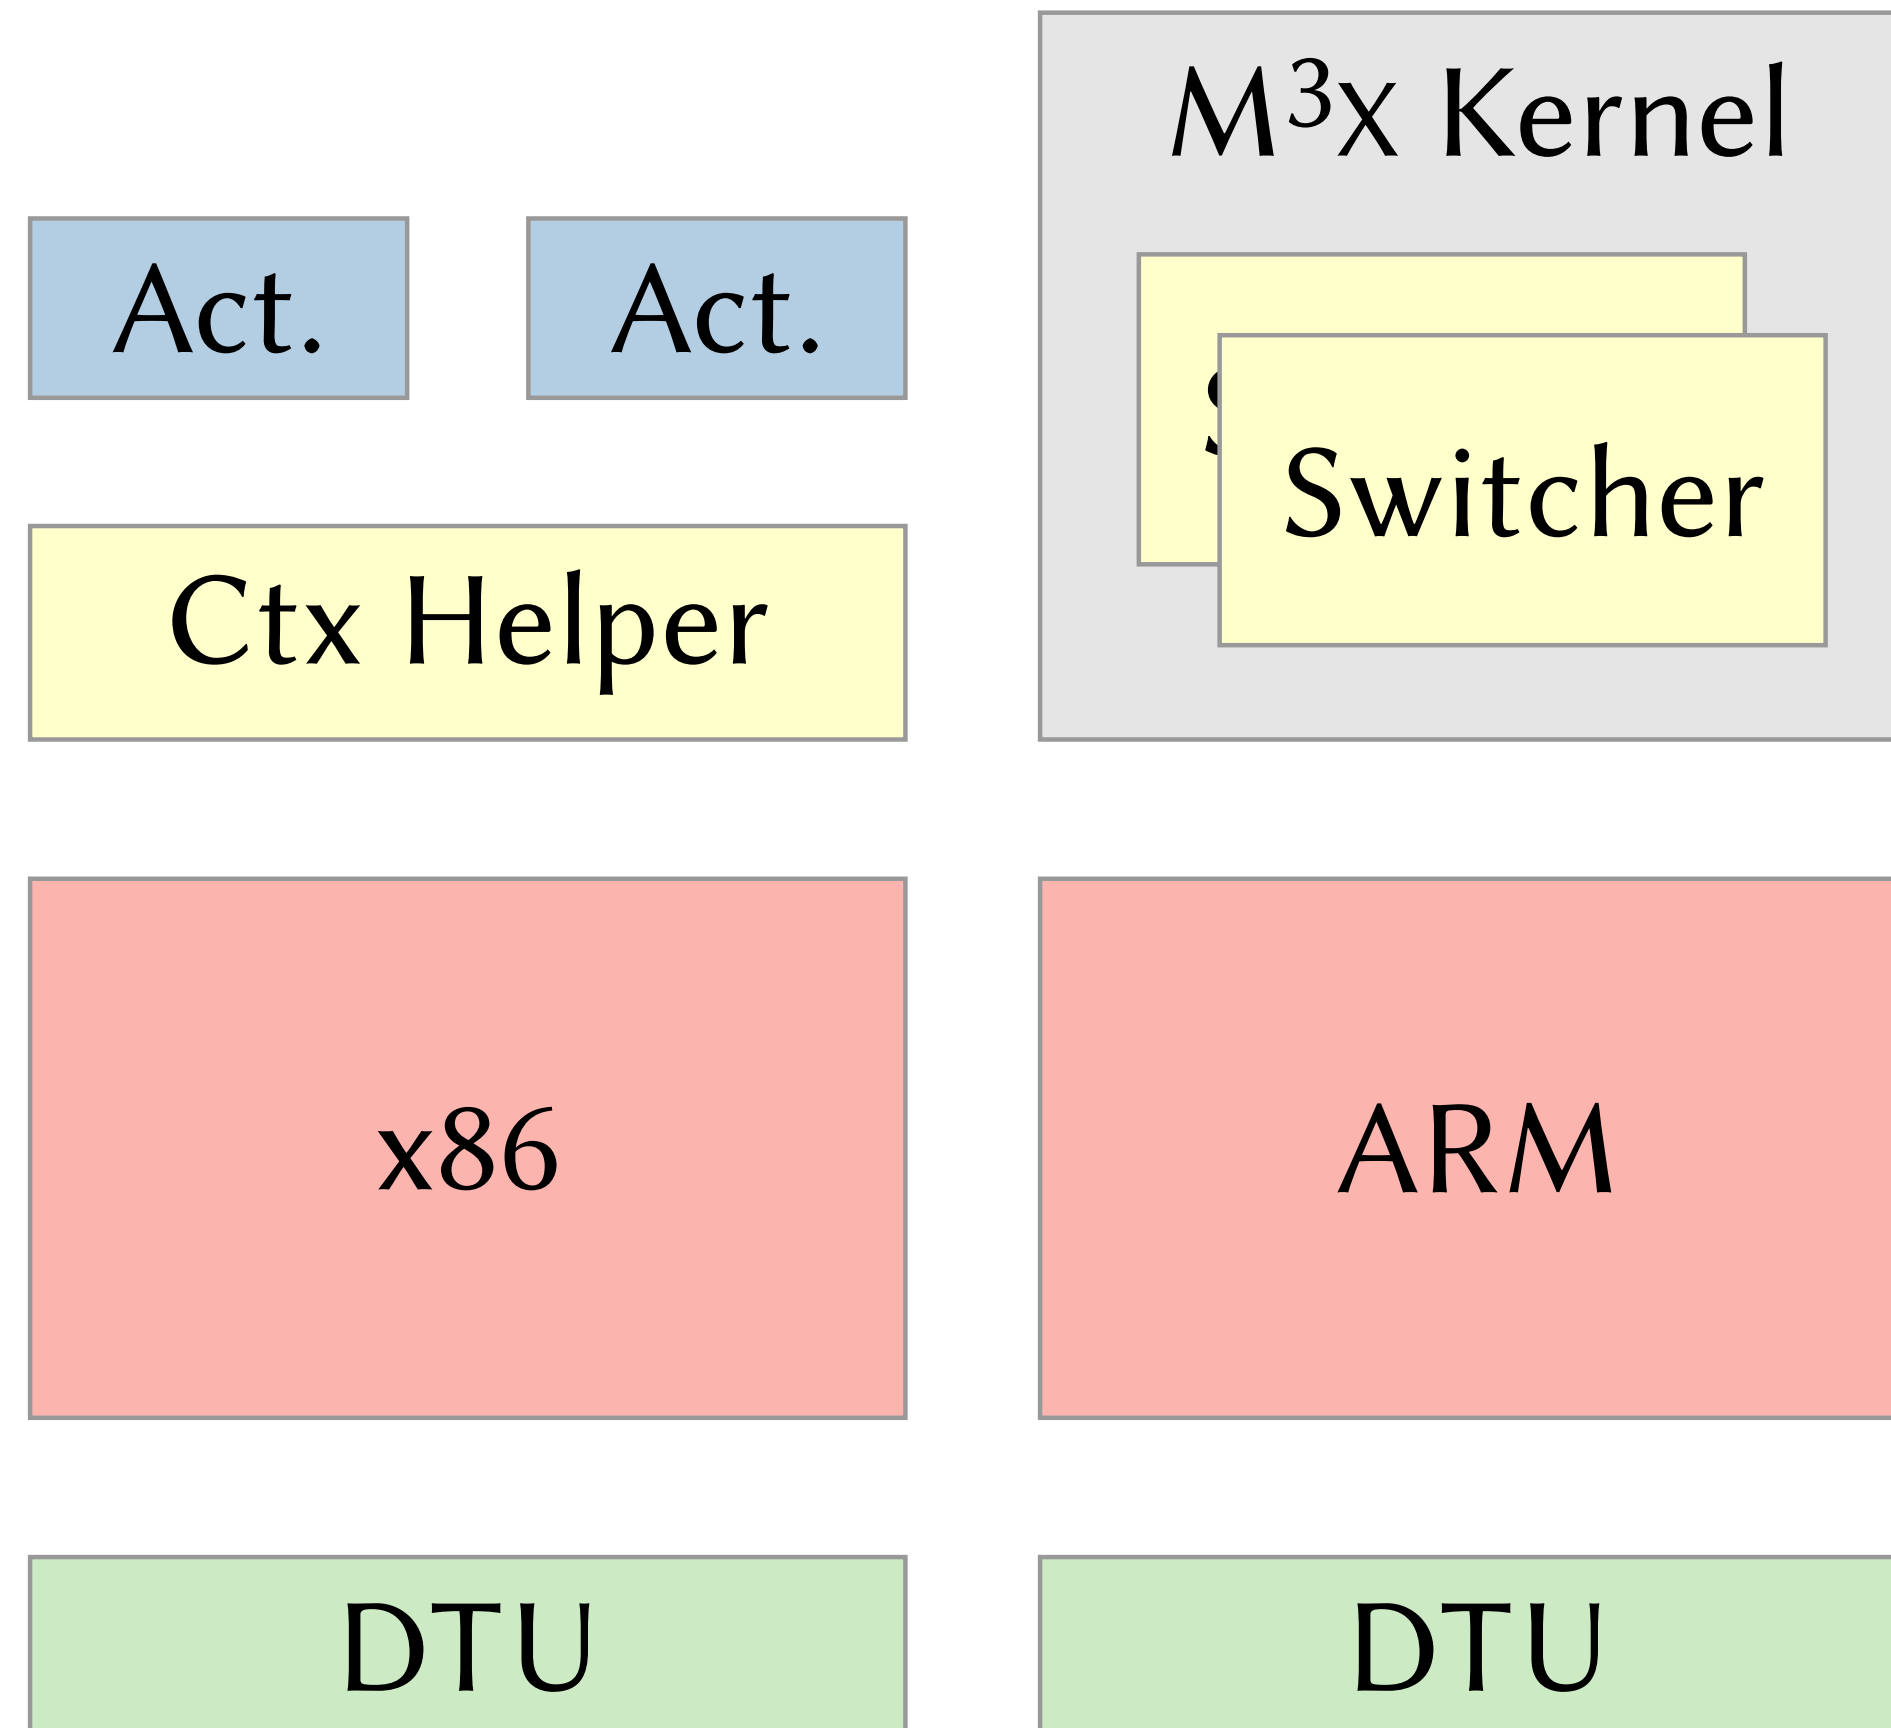 M³x Kernel
Act.
Act.
Switcher
Ctx Helper
x86
ARM
DTU
DTU